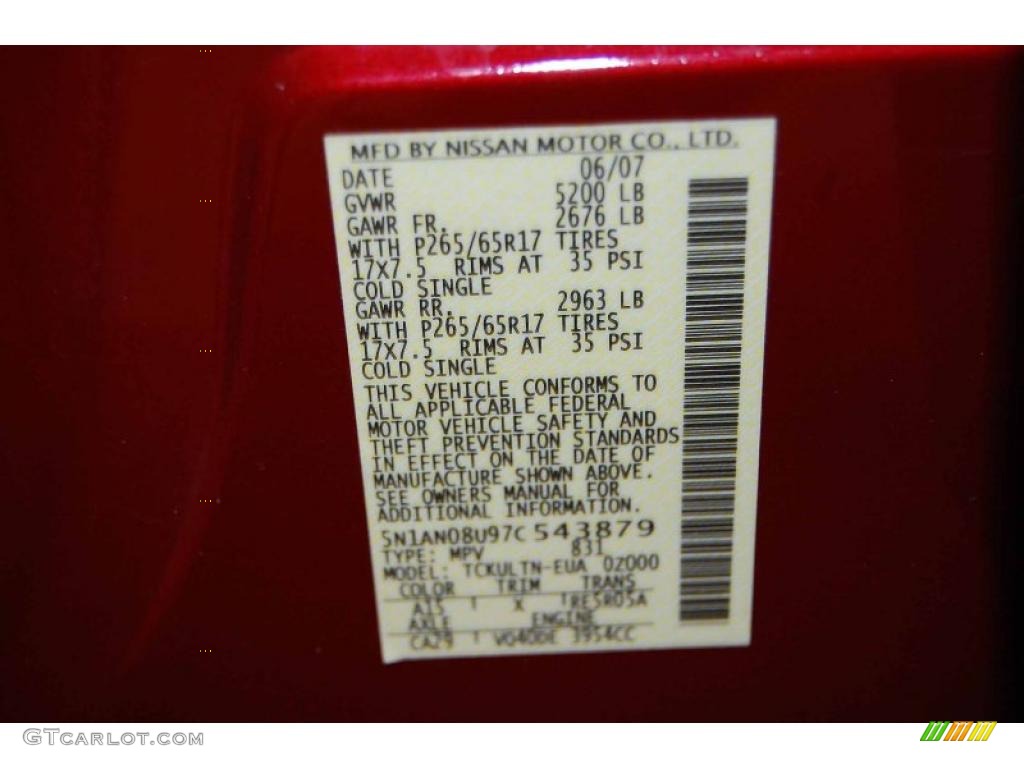 MFD BY NISSAN MOTOR CO., LTD.
DATE 06/07
GVWR 5200 LB
GAWR FR. 2676 LB
WITH P265/65R17 TIRES
17X7.5 RIMS AT 35 PSI
COLD SINGLE
GAWR RR. 2963 LB
WITH P265/65R17 TIRES
17X7.5 RIMS AT 35 PSI
COLD SINGLE
THIS VEHICLE CONFORMS TO
ALL APPLICABLE FEDERAL
MOTOR VEHICLE SAFETY AND
THEFT PREVENTION STANDARDS
IN EFFECT ON THE DATE OF
MANUFACTURE SHOWN ABOVE.
SEE OWNERS MANUAL FOR
ADDITIONAL INFORMATION.
5N1AN08U97C543879
TYPE: MPV 831
MODEL: TCKULTN-EUA 0Z000
COLOR TRIM TRANS
A15 X RE5R05A
AXLE ENGINE
CA29 VQ40DE 3954CC
GTCARLOT.COM